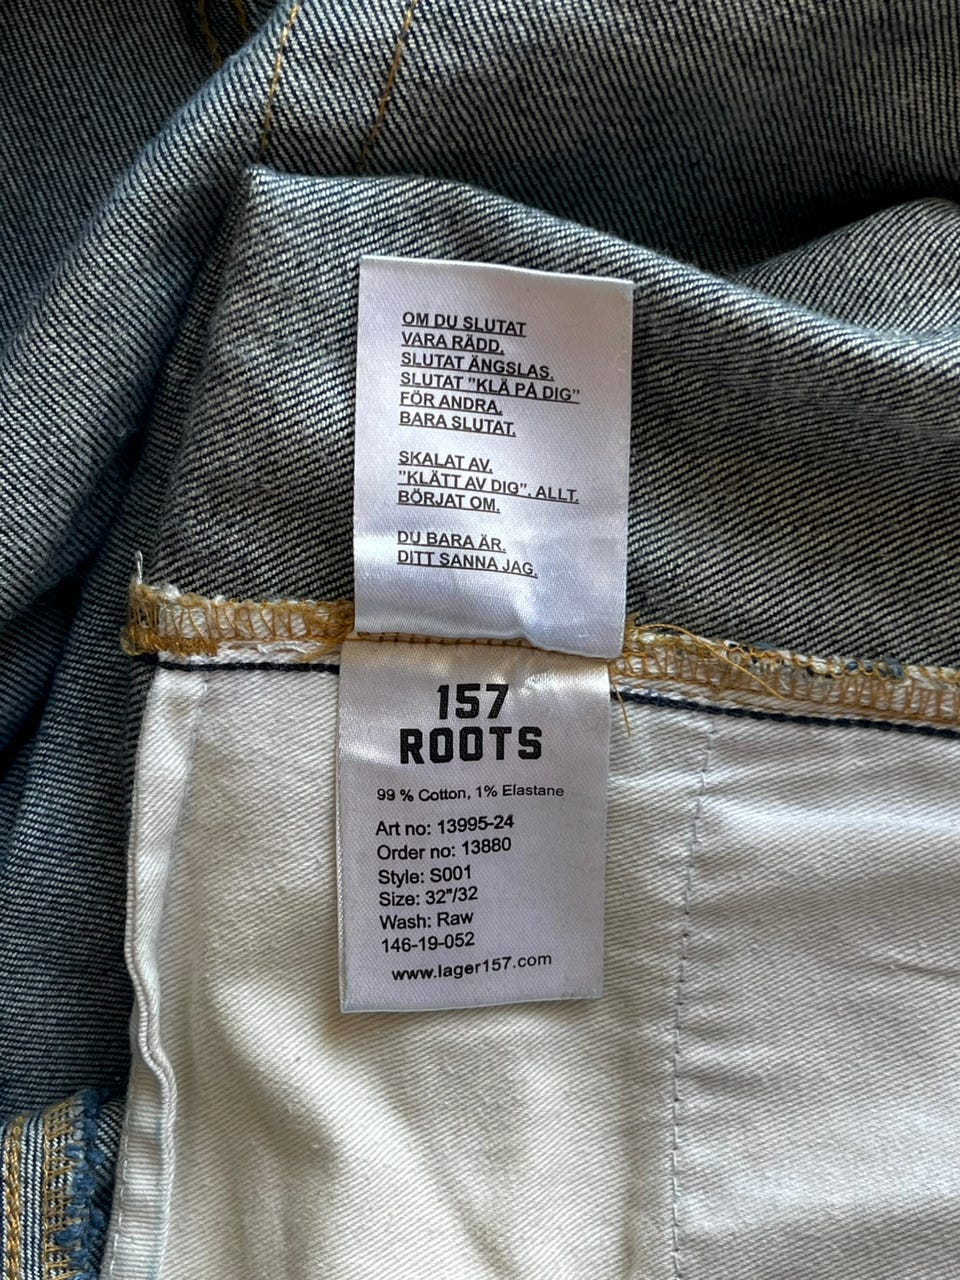 OM DU SLUTAT
VARA RÄDD.
SLUTAT ÄNGSLAS.
SLUTAT ”KLÄ PÅ DIG”
FÖR ANDRA.
BARA SLUTAT.
SKALAT AV.
”KLÄTT AV DIG”. ALLT.
BÖRJAT OM.
DU BARA ÄR.
DITT SANNA JAG.
157
ROOTS
99 % Cotton, 1% Elastane
Art no: 13995-24
Order no: 13880
Style: S001
Size: 32"/32
Wash: Raw
146-19-052
www.lager157.com